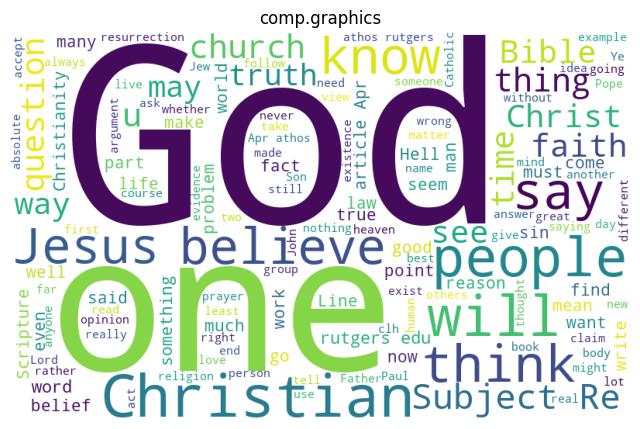 comp.graphics
God
one
know
say
people
will
think
Christian
Jesus
believe
church
truth
may
Bible
thing
Christ
faith
time
see
Subject
Re
question
way
u
many
resurrection
athos rutgers
Catholic
example
Ye
accept
always
Jew
follow
need
someone
idea
going
live
world
view
Pope
without
Christianity
ask
whether
make
argument
never
take
Apr athos
made
fact
Son
still
existence
article
Apr
wrong
matter
Hell
name
seem
man
mind
come
must
another
absolute
part
life
course
evidence
problem
two
law
true
nothing
heaven
answer
great
sin
give
saying
day
different
first
John
good
best
point
reason
well
far
Scripture
even
anyone
said
read
opinion
really
something
prayer
least
much
right
group
work
Line
exist
others
human
thought
find
mean
new
write
want
rutgers edu
clh
now
book
claim
body
might
lot
Lord
rather
word
belief
love
end
religion
person
go
tell
use
Father
Paul
act
real